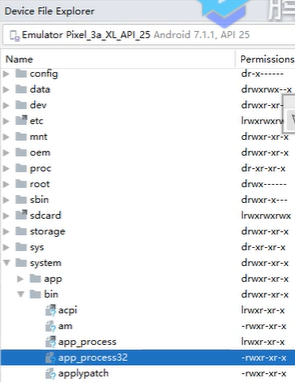 Device File Explorer
Emulator Pixel_3a_XL_API_25 Android 7.1.1, API 25
Name Permissions
config dr-x------
data drwxrwx--x
dev drwxr-xr-x
etc lrwxrwxrw
mnt drwxr-xr-x
oem drwxr-xr-x
proc dr-xr-xr-x
root drwx------
sbin drwxr-x---
sdcard lrwxrwxrwx
storage drwxr-xr-x
sys dr-xr-xr-x
system drwxr-xr-x
app drwxr-xr-x
bin drwxr-xr-x
acpi lrwxr-xr-x
am -rwxr-xr-x
app_process lrwxr-xr-x
app_process32 -rwxr-xr-x
applypatch -rwxr-xr-x